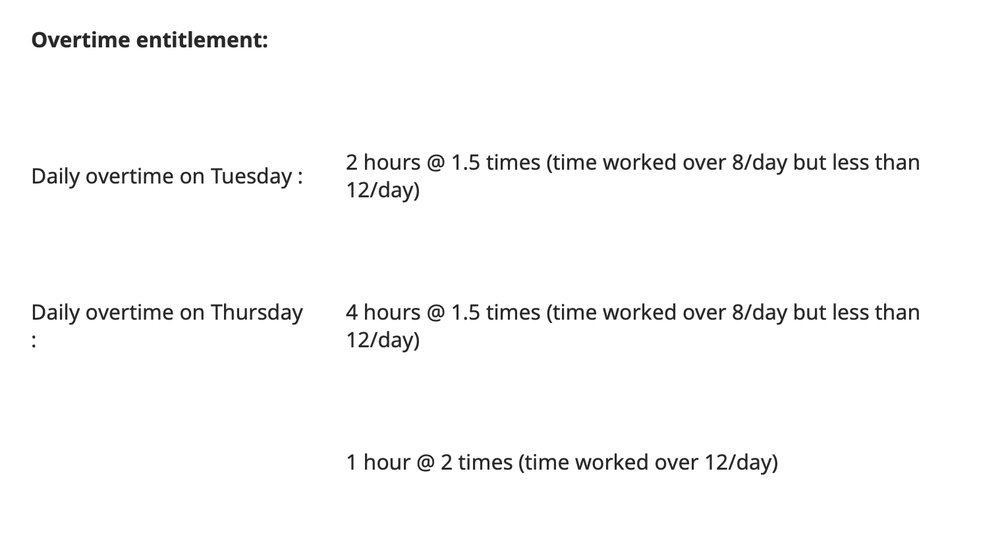 Overtime entitlement:
Daily overtime on Tuesday :
2 hours @ 1.5 times (time worked over 8/day but less than
12/day)
Daily overtime on Thursday
:
4 hours @ 1.5 times (time worked over 8/day but less than
12/day)
1 hour @ 2 times (time worked over 12/day)